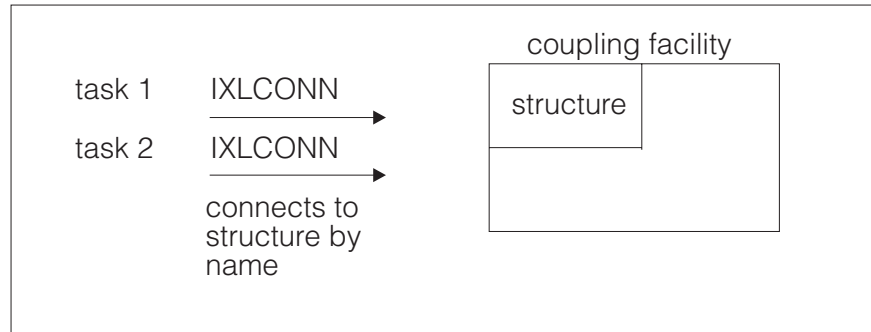 coupling facility
task 1 IXLCONN
structure
task 2 IXLCONN
connects to
structure by
name